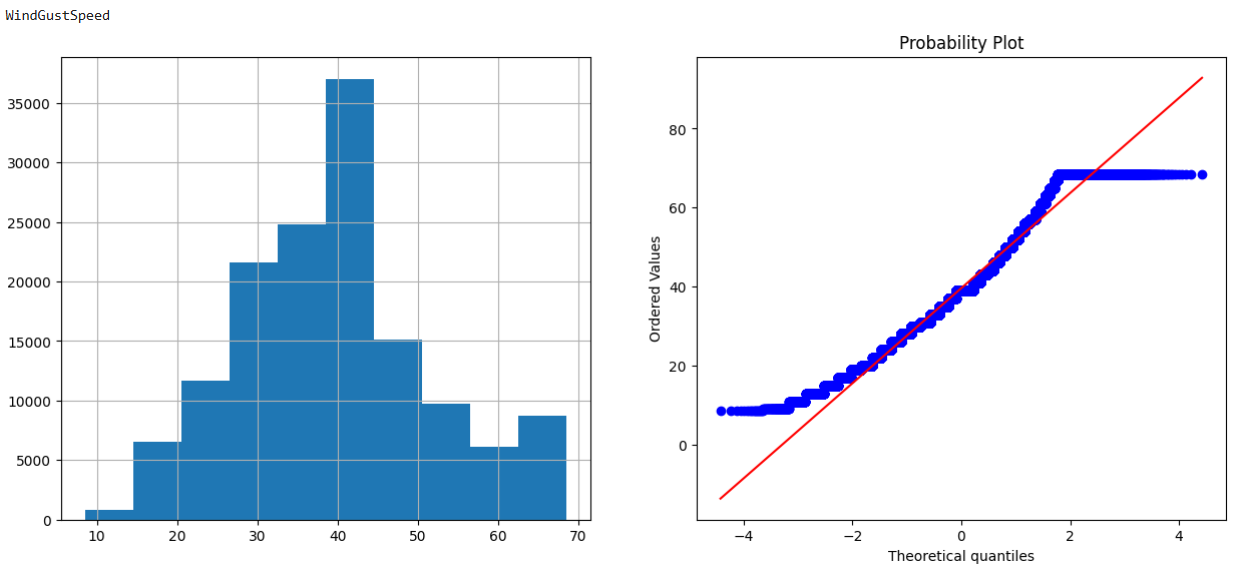 WindGustSpeed
Probability Plot
35000
30000
25000
20000
15000
10000
5000
0
10 20 30 40 50 60 70
Ordered Values
80
60
40
20
0
−4 −2 0 2 4
Theoretical quantiles